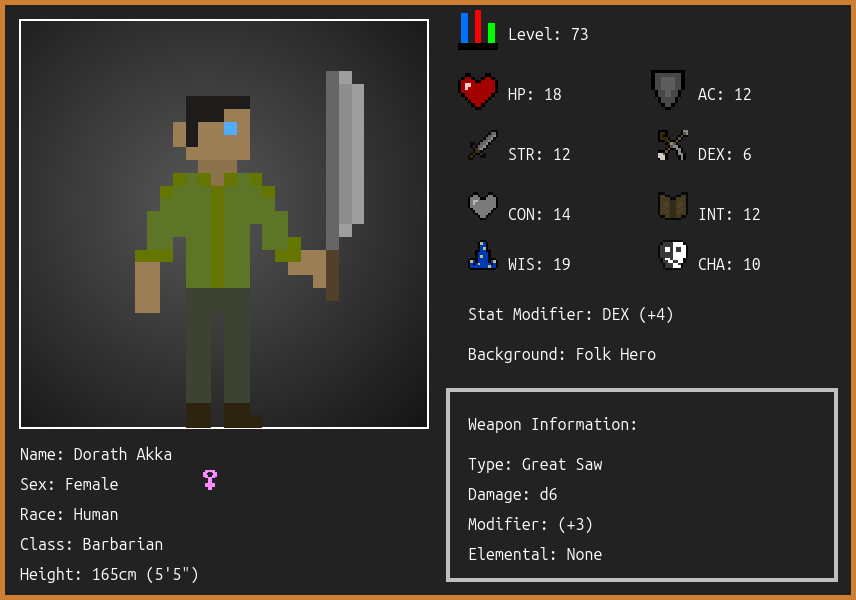 Level: 73
HP: 18
AC: 12
STR: 12
DEX: 6
CON: 14
INT: 12
WIS: 19
CHA: 10
Stat Modifier: DEX (+4)
Background: Folk Hero
Weapon Information:
Type: Great Saw
Damage: d6
Modifier: (+3)
Elemental: None
Name: Dorath Akka
Sex: Female
Race: Human
Class: Barbarian
Height: 165cm (5'5")